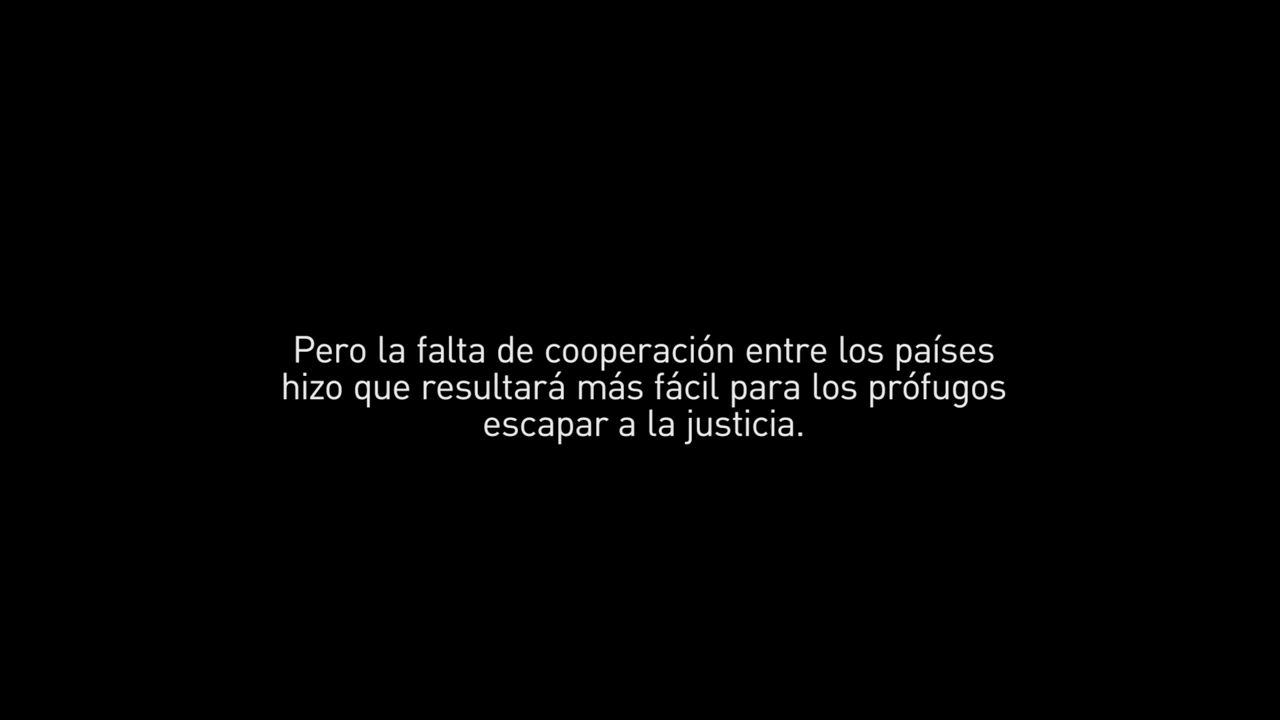 Pero la falta de cooperación entre los países
hizo que resultará más fácil para los prófugos
escapar a la justicia.